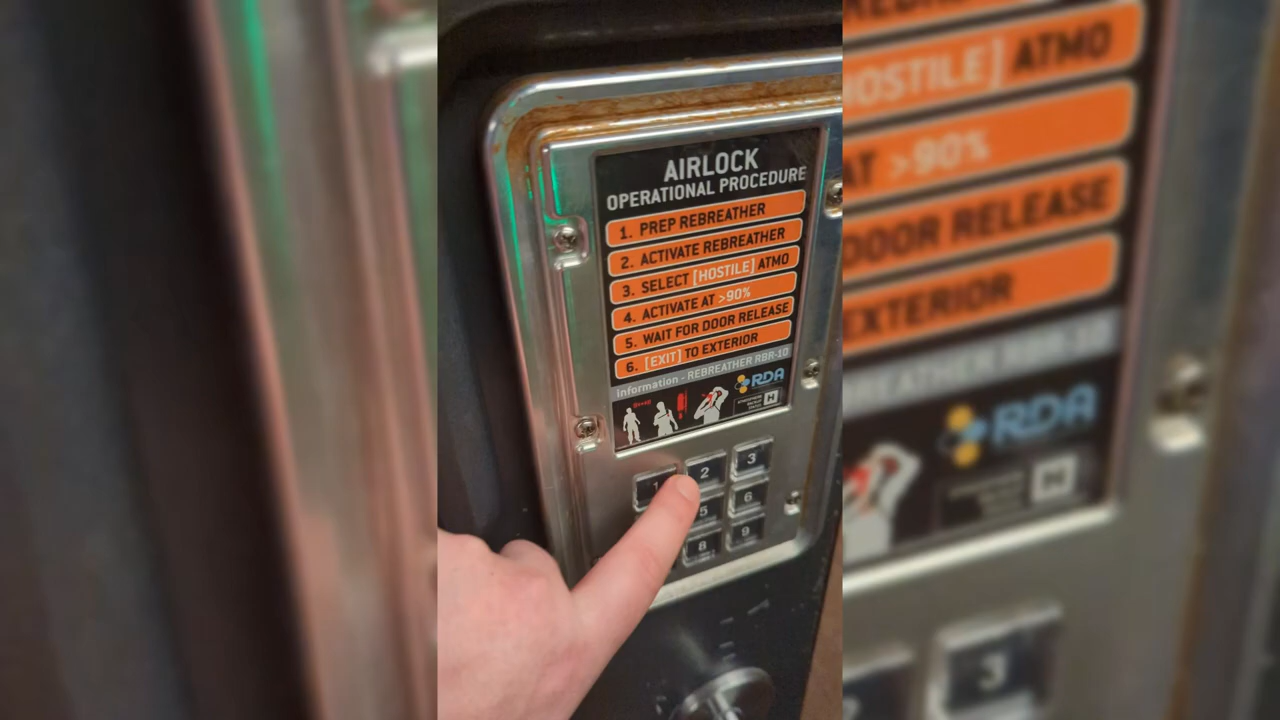 AIRLOCK
OPERATIONAL PROCEDURE
1. PREP REBREATHER
2. ACTIVATE REBREATHER
3. SELECT [HOSTILE] ATMO
4. ACTIVATE AT >90%
5. WAIT FOR DOOR RELEASE
6. [EXIT] TO EXTERIOR
information - REBREATHER RBR-10
RDA
H
1 2 3
5 6
8 9